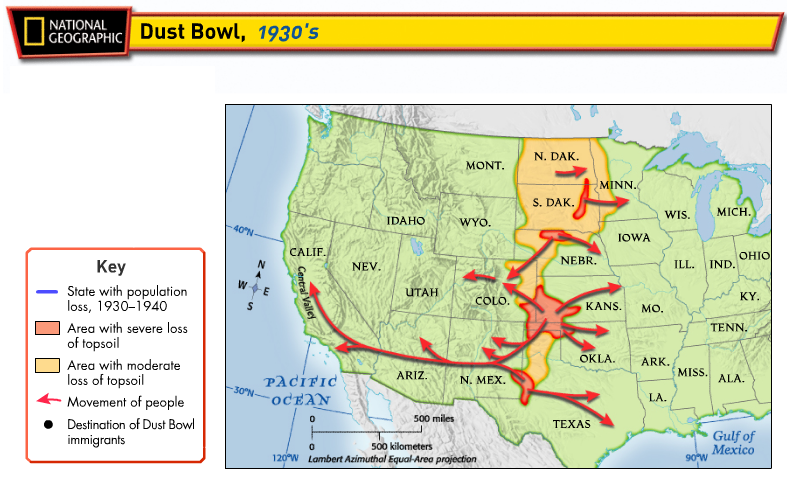 NATIONAL
GEOGRAPHIC
Dust Bowl, 1930's
MONT.
N. DAK.
MINN.
S. DAK.
WIS.
MICH.
IDAHO
WYO.
IOWA
40°N
CALIF.
NEV.
NEBR.
ILL.
IND.
OHIO
Central Valley
UTAH
COLO.
KANS.
MO.
KY.
TENN.
OKLA.
ARK.
ARIZ.
N. MEX.
MISS.
ALA.
LA.
TEXAS
30°N
PACIFIC
OCEAN
Gulf of
Mexico
0
500 miles
0
500 kilometers
Lambert Azimuthal Equal-Area projection
120°W
90°W
N
W
E
S
Key
State with population
loss, 1930–1940
Area with severe loss
of topsoil
Area with moderate
loss of topsoil
Movement of people
Destination of Dust Bowl
immigrants